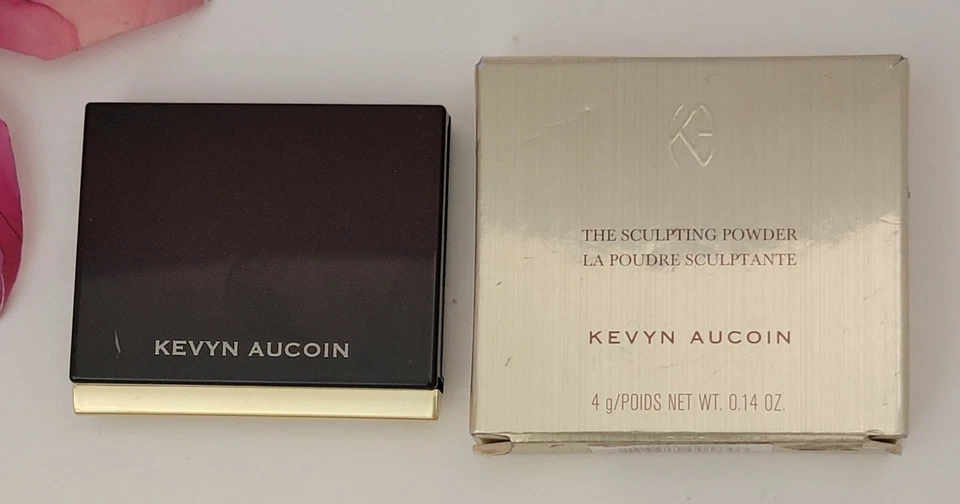 KEVYN AUCOIN
THE SCULPTING POWDER
LA POUDRE SCULPTANTE
KEVYN AUCOIN
4 g/POIDS NET WT. 0.14 OZ.